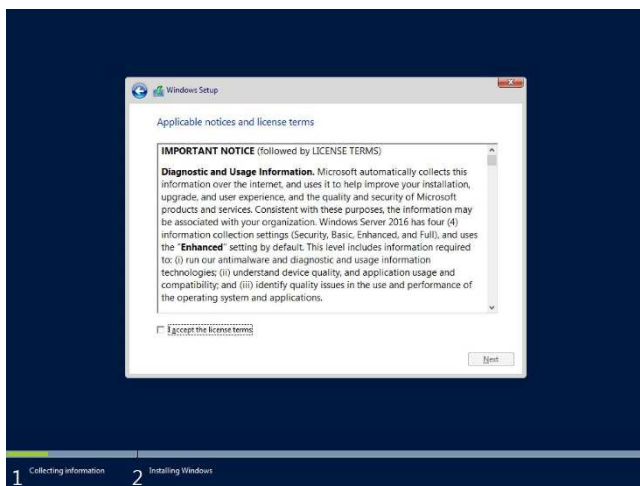 Windows Setup
Applicable notices and license terms
IMPORTANT NOTICE (followed by LICENSE TERMS)
Diagnostic and Usage Information. Microsoft automatically collects this
information over the internet, and uses it to help improve your installation,
upgrade, and user experience, and the quality and security of Microsoft
products and services. Consistent with these purposes, the information may
be associated with your organization. Windows Server 2016 has four (4)
information collection settings (Security, Basic, Enhanced, and Full), and uses
the "Enhanced" setting by default. This level includes information required
to: (i) run our antimalware and diagnostic and usage information
technologies; (ii) understand device quality, and application usage and
compatibility; and (iii) identify quality issues in the use and performance of
the operating system and applications.
I accept the license terms
Next
1 Collecting information
2 Installing Windows